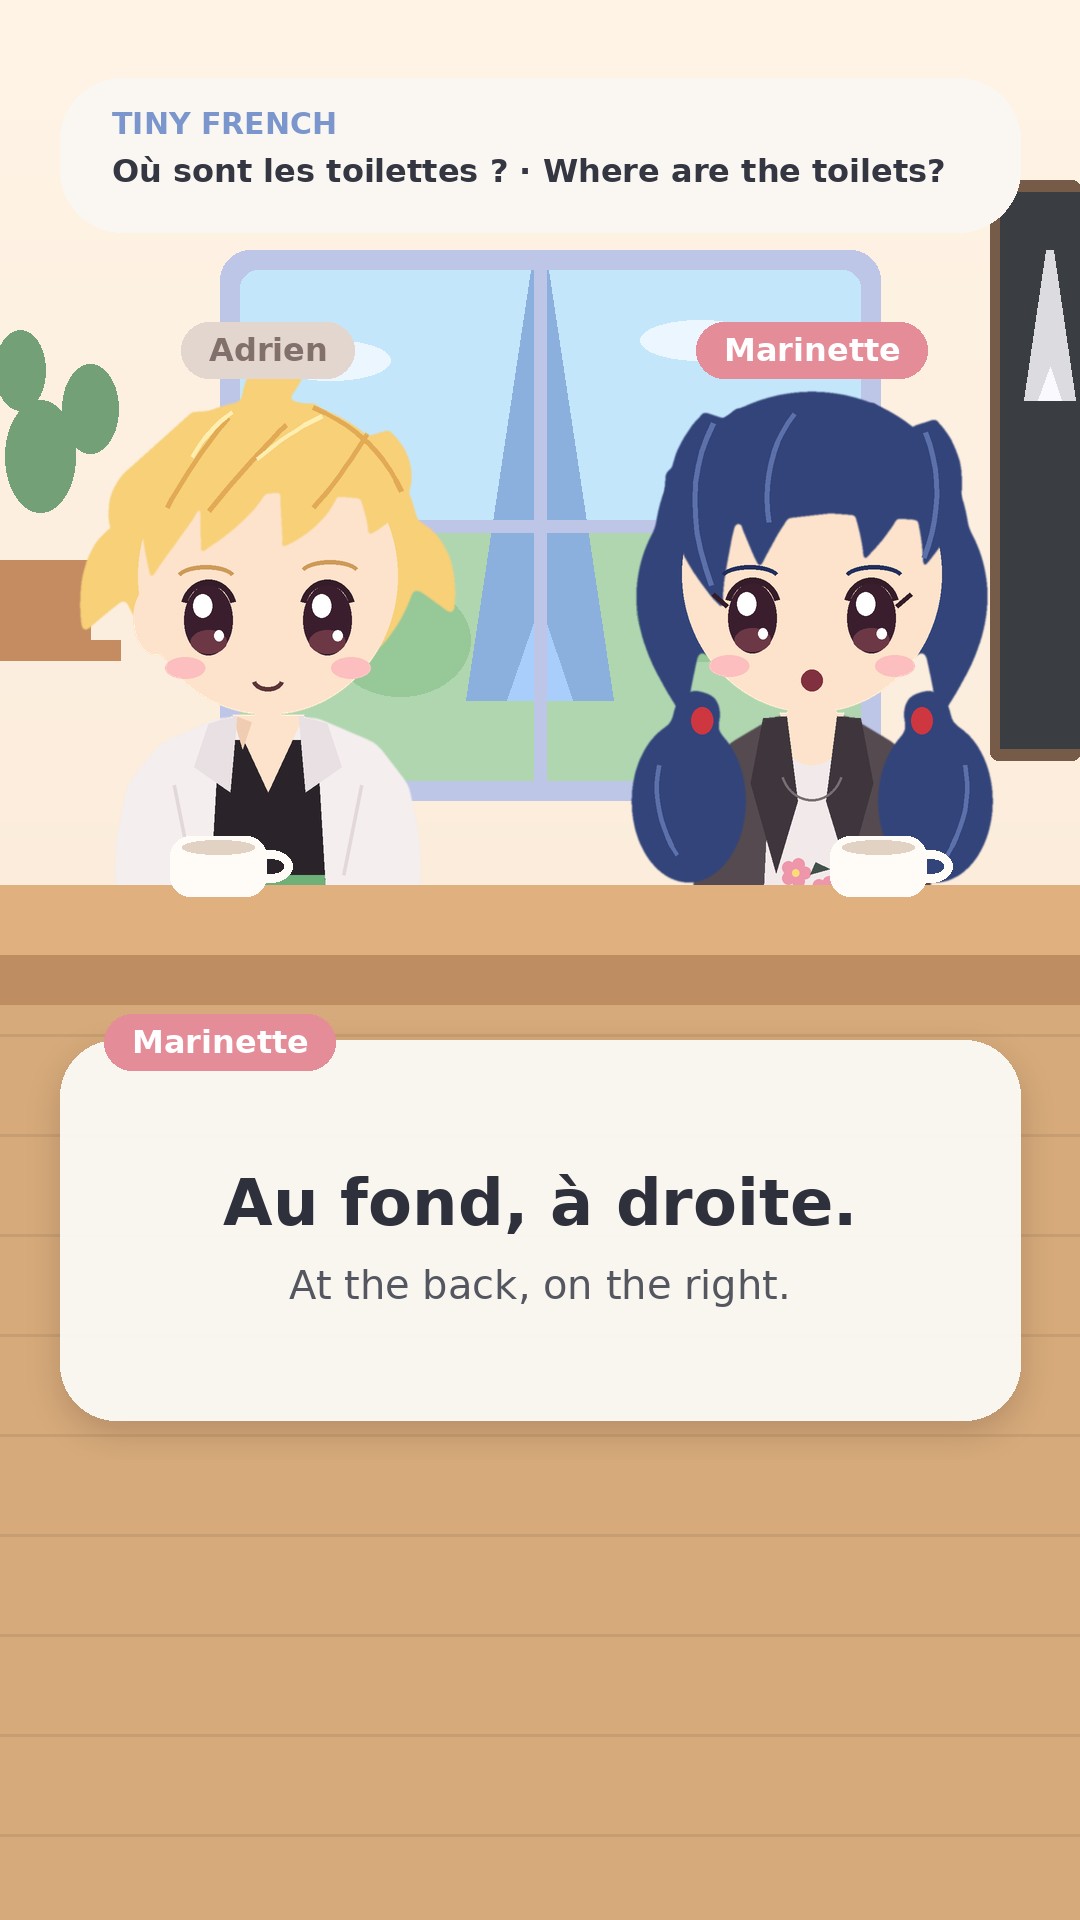 TINY FRENCH
Où sont les toilettes ? · Where are the toilets?
Adrien
Marinette
Marinette
Au fond, à droite.
At the back, on the right.